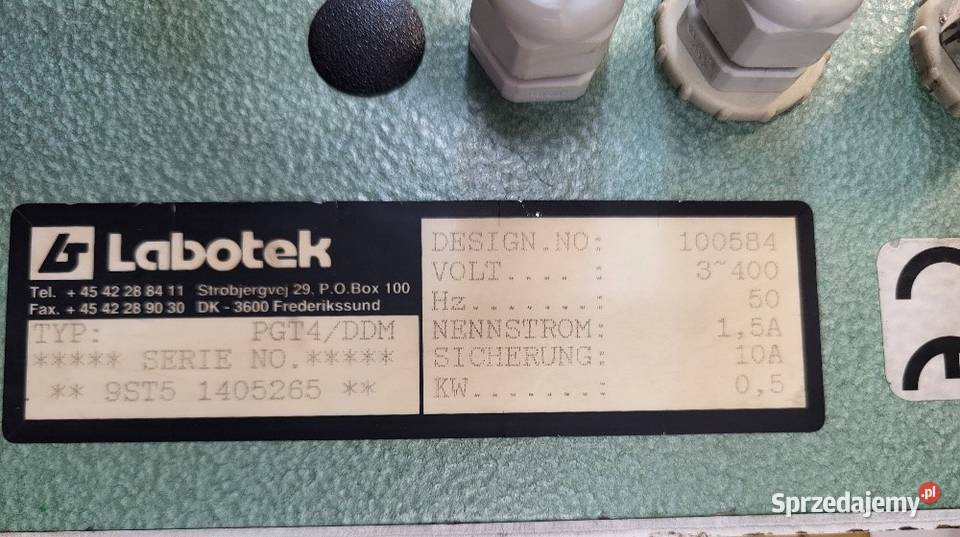 Labotek
Tel. + 45 42 28 84 11 Strobjergvej 29. P.O.Box 100
Fax. + 45 42 28 90 30 DK - 3600 Frederikssund
TYP: PGT4/DDM
***** SERIE NO.*****
** 9ST5 1405265 **
DESIGN.NO: 100584
VOLT.... : 3~400
Hz.......: 50
NENNSTROM: 1,5A
SICHERUNG: 10A
KW.......: 0,5
CE
Sprzedajemy.pl